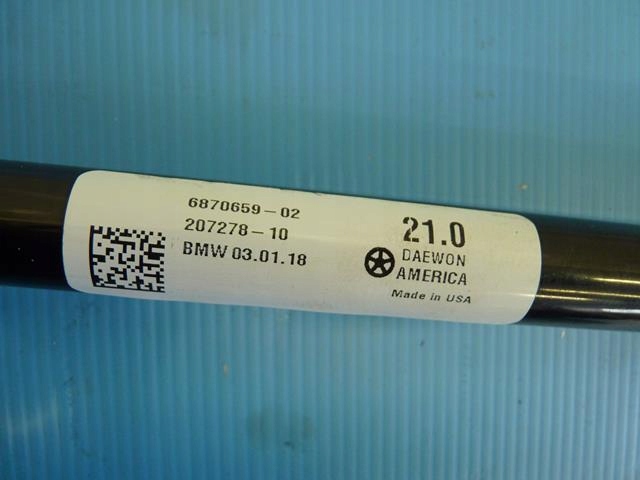 6870659-02
207278-10
BMW 03.01.18
21.0
DAEWON
AMERICA
Made in USA